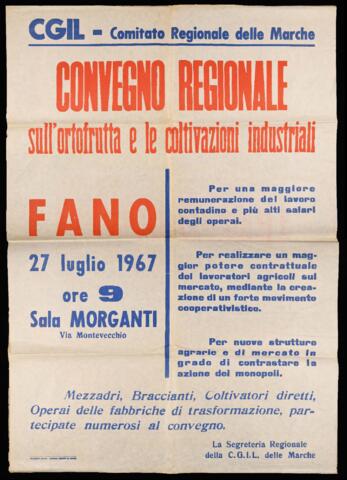 CGIL - Comitato Regionale delle Marche
CONVEGNO REGIONALE
sull'ortofrutta e le coltivazioni industriali
FANO
27 luglio 1967
ore 9
Sala MORGANTI
Via Montevecchio
Per una maggiore
remunerazione del lavoro
contadino e più alti salari
degli operai.
Per realizzare un mag-
gior potere contrattuale
dei lavoratori agricoli sul
mercato, mediante la crea-
zione di un forte movimento
cooperativistico.
Per nuove strutture
agrarie e di mercato in
grado di contrastare la
azione dei monopoli.
Mezzadri, Braccianti, Coltivatori diretti,
Operai delle fabbriche di trasformazione, par-
tecipate numerosi al convegno.
La Segreteria Regionale
della C.G.I.L. delle Marche